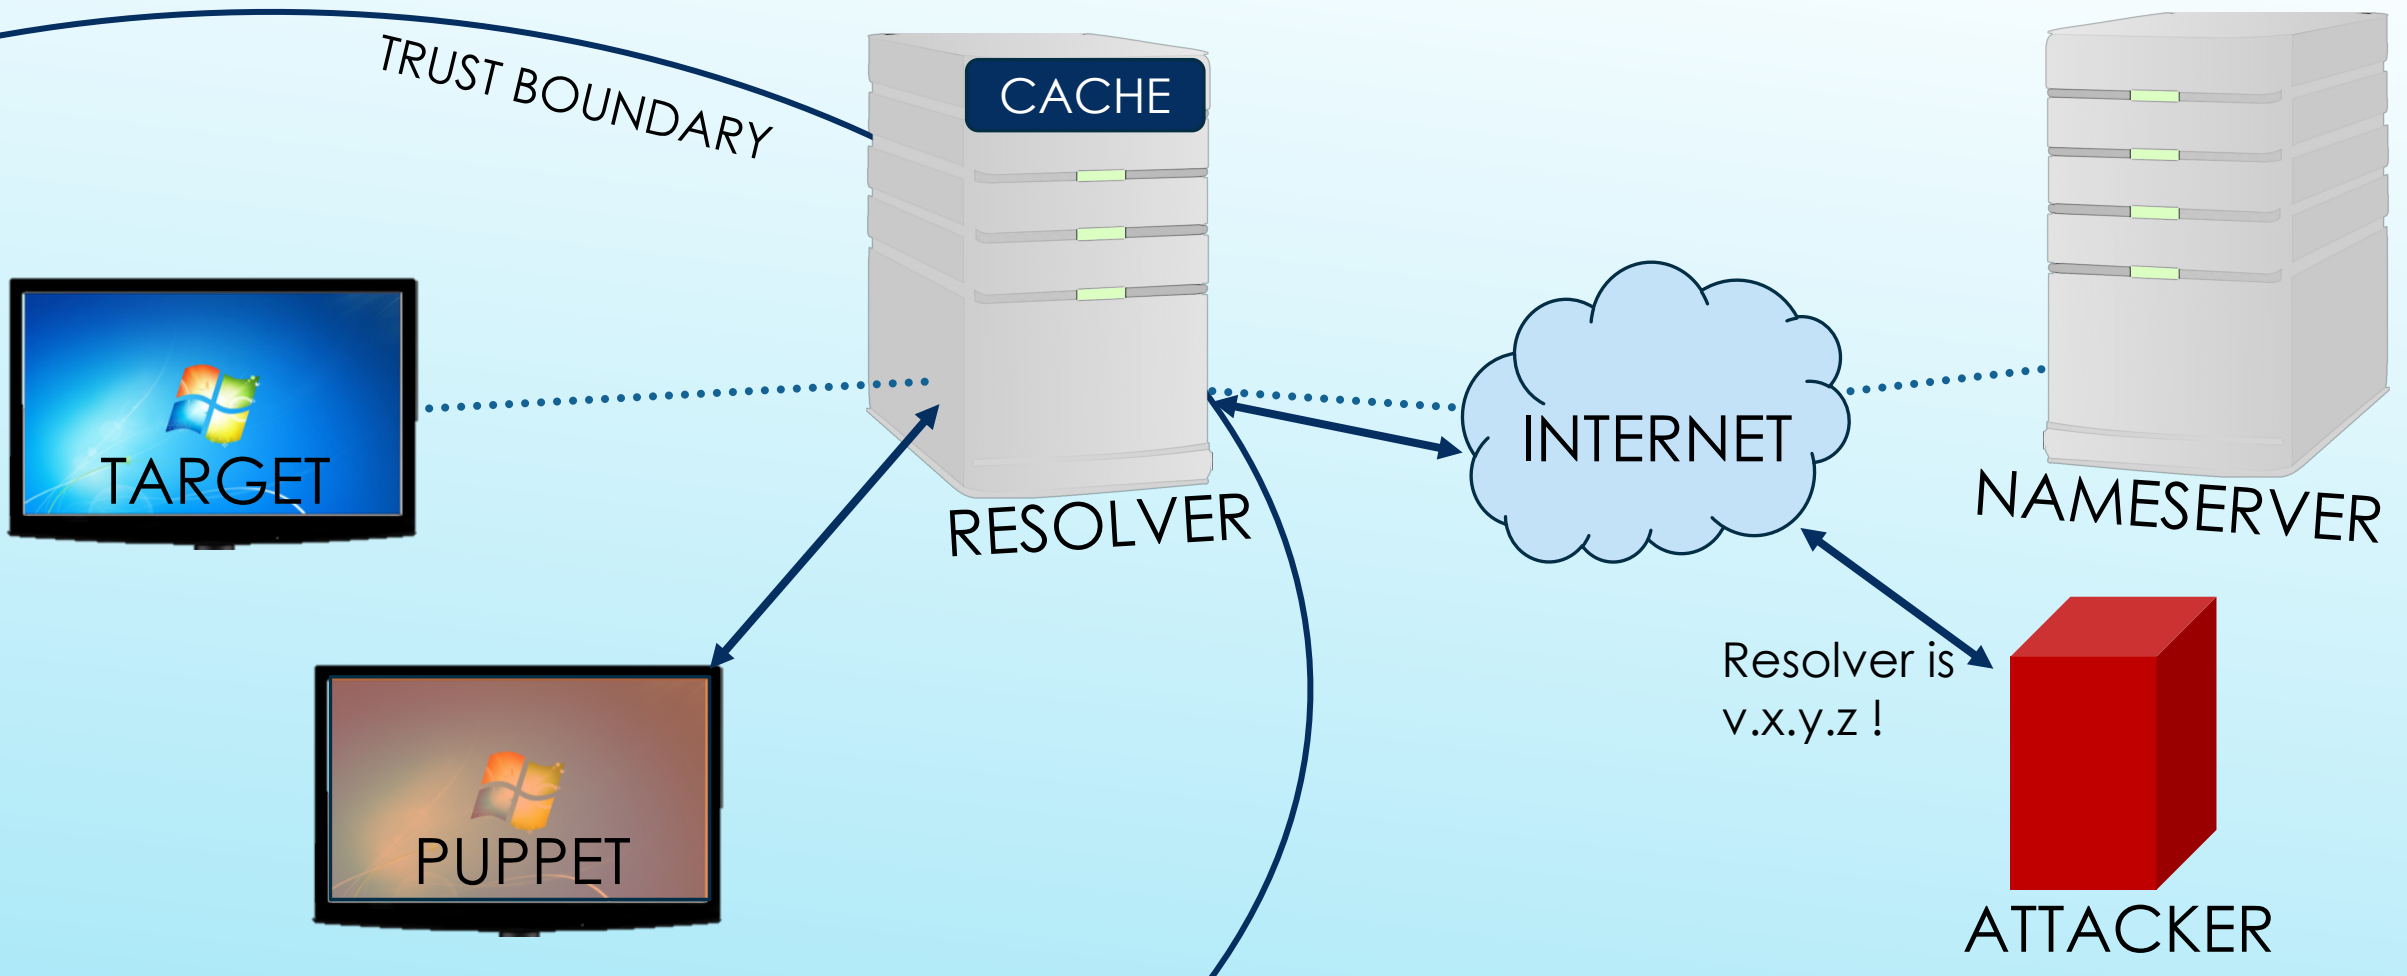 TRUST BOUNDARY
CACHE
TARGET
RESOLVER
INTERNET
NAMESERVER
Resolver is
v.x.y.z !
PUPPET
ATTACKER